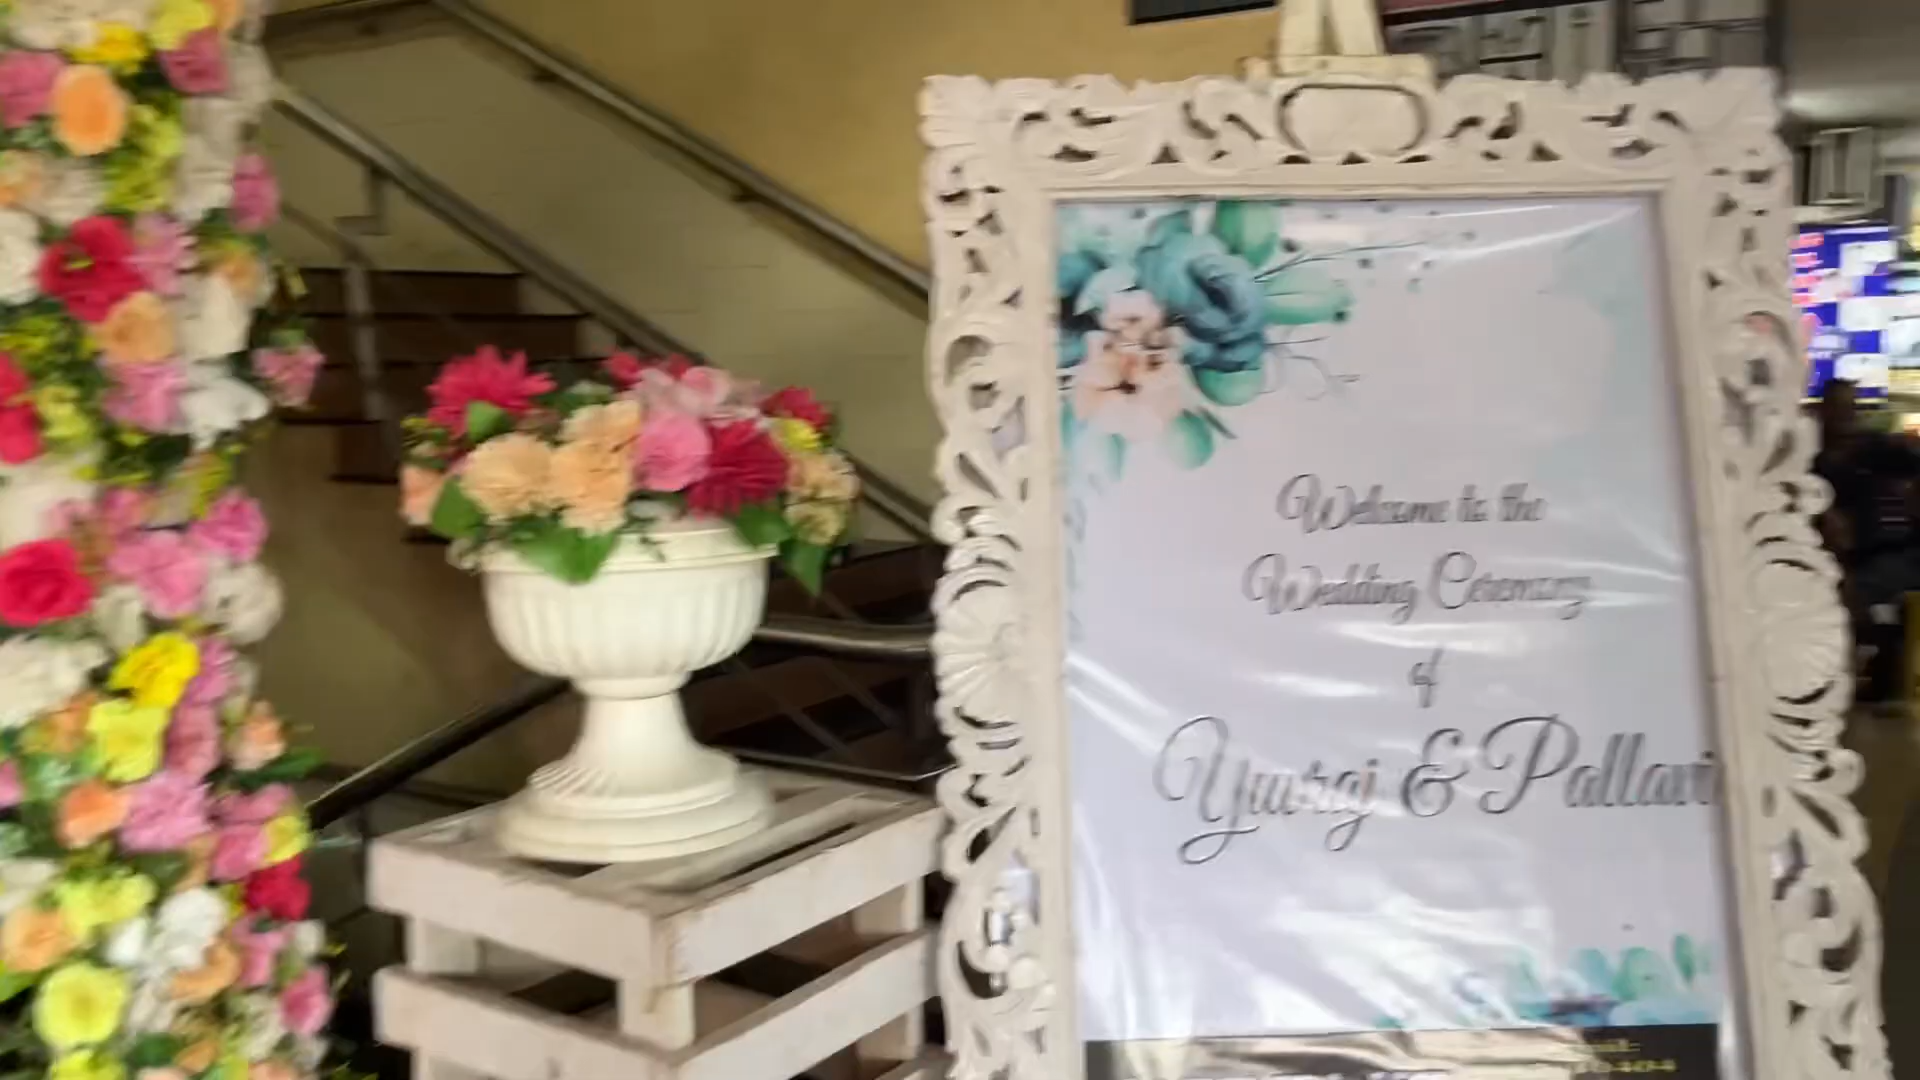 Welcome to the
Wedding Ceremony
of
Yuvraj & Pallavi